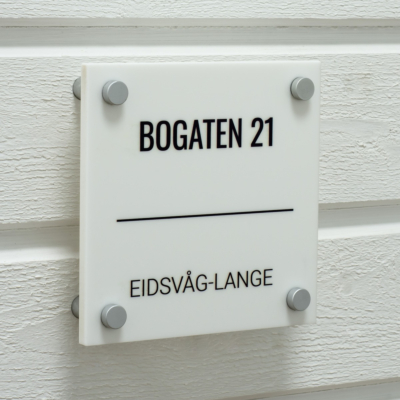 BOGATEN 21
EIDSVÅG-LANGE